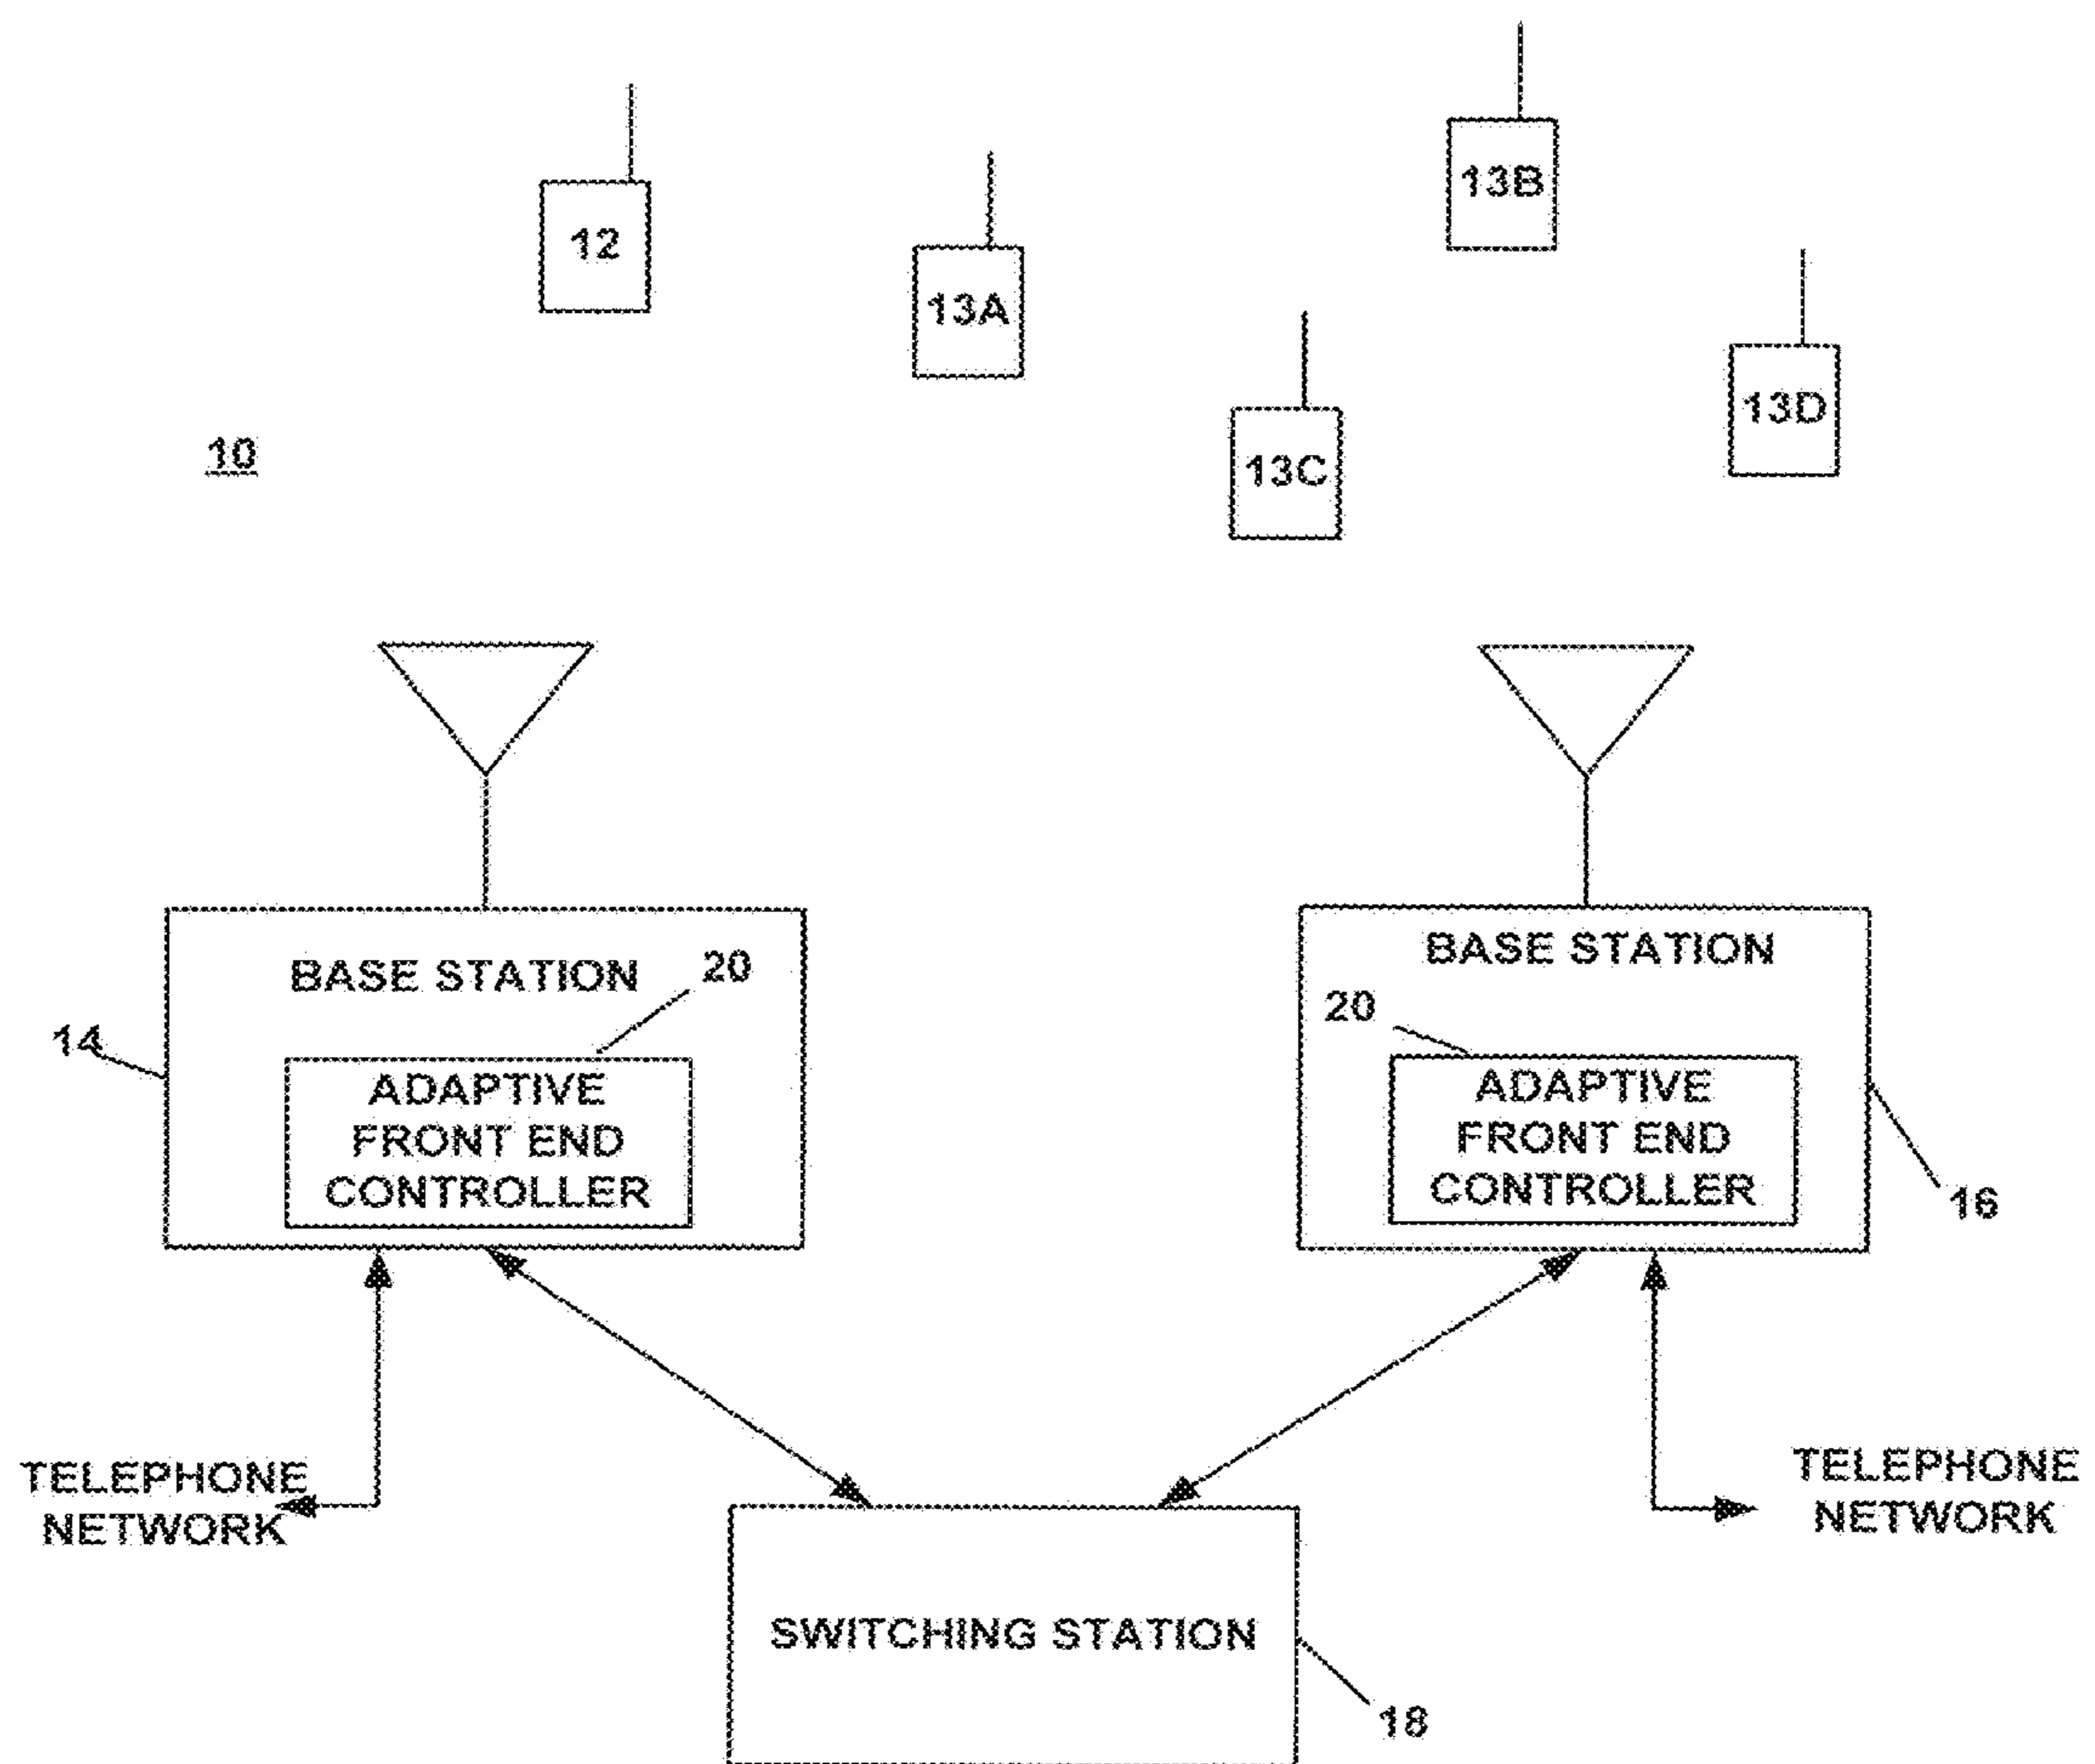 13B
12
13A
13D
10
13C
BASE STATION
20
14
ADAPTIVE
FRONT END
CONTROLLER
BASE STATION
20
ADAPTIVE
FRONT END
CONTROLLER
16
TELEPHONE
NETWORK
TELEPHONE
NETWORK
SWITCHING STATION
18